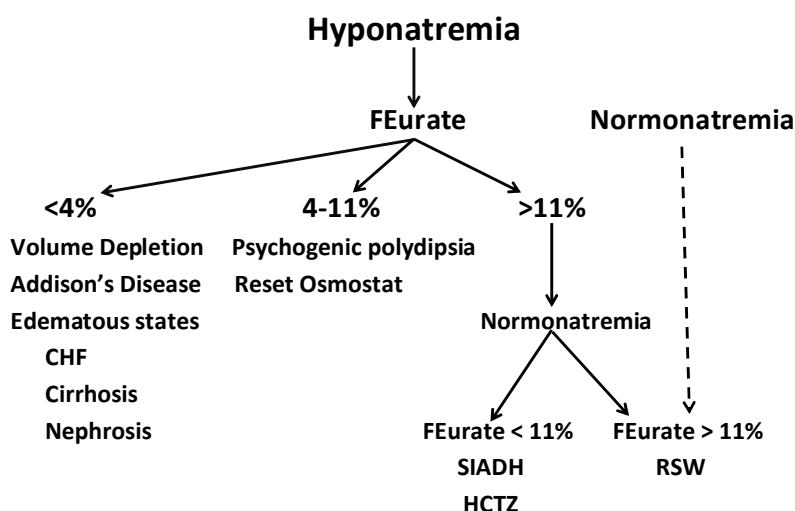 Hyponatremia
FEurate
Normonatremia
<4%
4-11%
>11%
Volume Depletion
Addison’s Disease
Edematous states
CHF
Cirrhosis
Nephrosis
Psychogenic polydipsia
Reset Osmostat
Normonatremia
FEurate < 11%
SIADH
HCTZ
FEurate > 11%
RSW